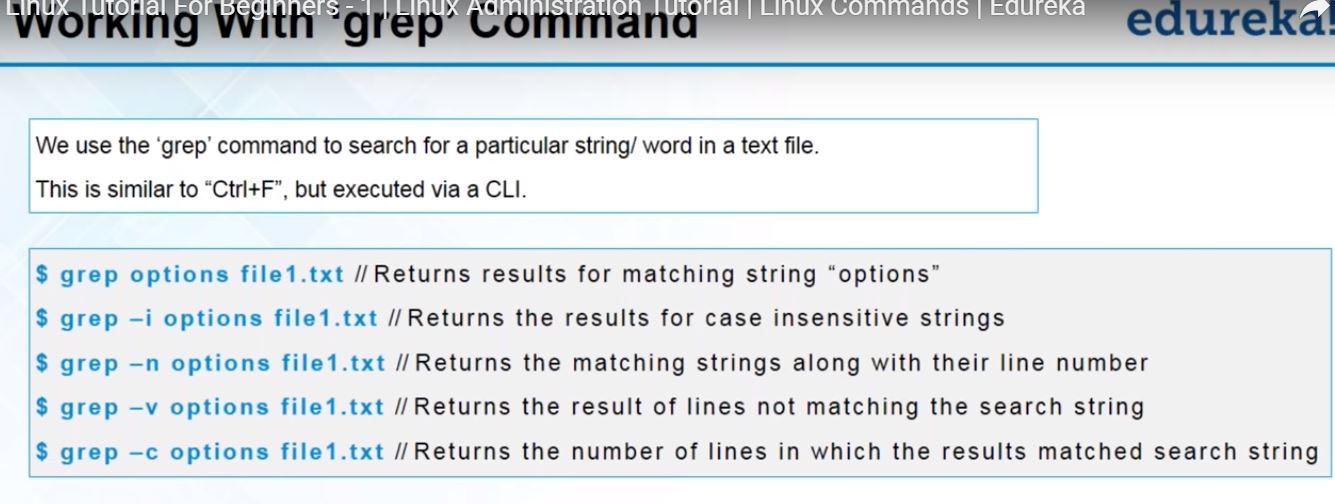 Linux Tutorial For Beginners - 1 | Linux Administration Tutorial | Linux Commands | Edureka
Working With ‘grep’ Command
edureka!
We use the ‘grep’ command to search for a particular string/ word in a text file.
This is similar to “Ctrl+F”, but executed via a CLI.
$ grep options file1.txt //Returns results for matching string “options”
$ grep –i options file1.txt //Returns the results for case insensitive strings
$ grep –n options file1.txt //Returns the matching strings along with their line number
$ grep –v options file1.txt //Returns the result of lines not matching the search string
$ grep –c options file1.txt //Returns the number of lines in which the results matched search string